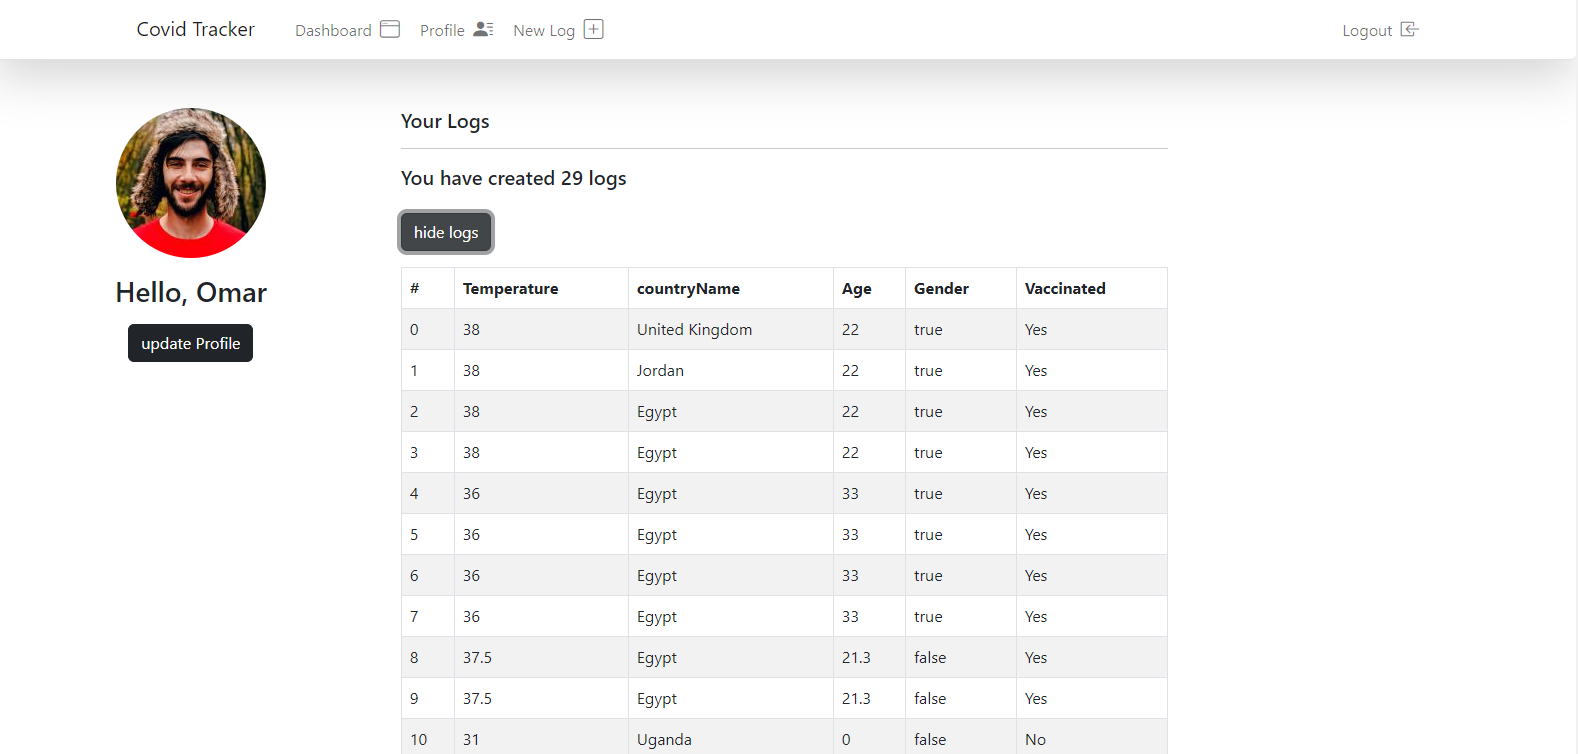 Covid Tracker Dashboard Profile New Log Logout
Your Logs
You have created 29 logs
hide logs
Hello, Omar
update Profile
# Temperature countryName Age Gender Vaccinated
0 38 United Kingdom 22 true Yes
1 38 Jordan 22 true Yes
2 38 Egypt 22 true Yes
3 38 Egypt 22 true Yes
4 36 Egypt 33 true Yes
5 36 Egypt 33 true Yes
6 36 Egypt 33 true Yes
7 36 Egypt 33 true Yes
8 37.5 Egypt 21.3 false Yes
9 37.5 Egypt 21.3 false Yes
10 31 Uganda 0 false No